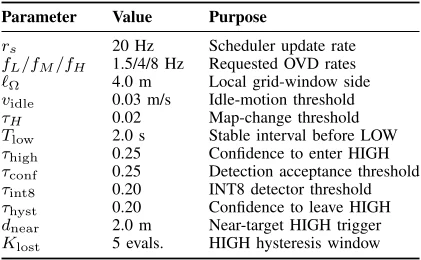 Parameter Value Purpose
r_s 20 Hz Scheduler update rate
f_L/f_M/f_H 1.5/4/8 Hz Requested OVD rates
ℓ_Ω 4.0 m Local grid-window side
v_idle 0.03 m/s Idle-motion threshold
τ_H 0.02 Map-change threshold
T_low 2.0 s Stable interval before LOW
τ_high 0.25 Confidence to enter HIGH
τ_conf 0.25 Detection acceptance threshold
τ_int8 0.20 INT8 detector threshold
τ_hyst 0.20 Confidence to leave HIGH
d_near 2.0 m Near-target HIGH trigger
K_lost 5 evals. HIGH hysteresis window